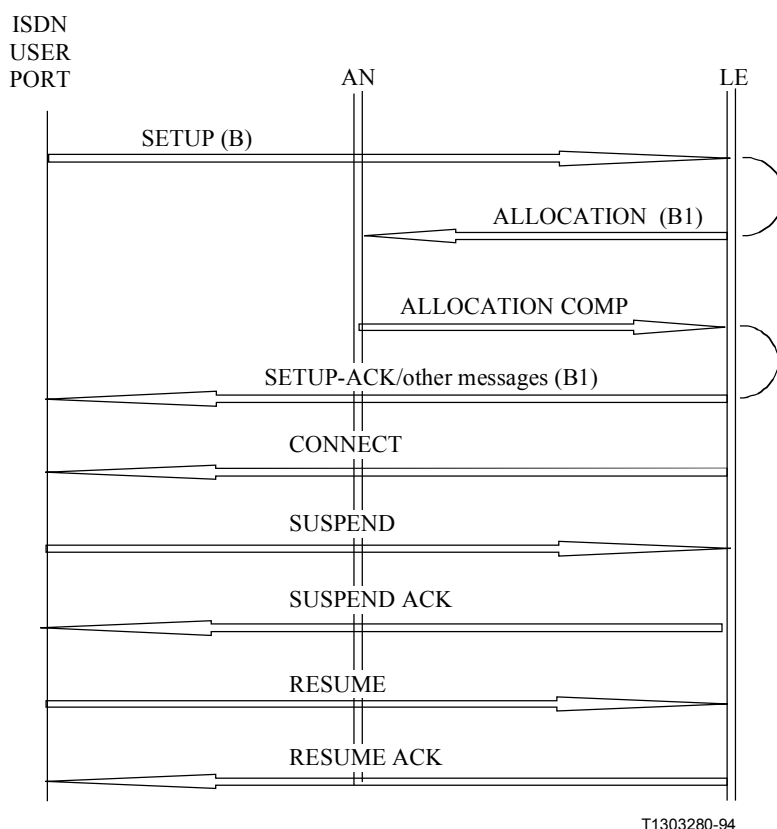 ISDN
USER
PORT
AN
LE
SETUP (B)
ALLOCATION (B1)
ALLOCATION COMP
SETUP-ACK/other messages (B1)
CONNECT
SUSPEND
SUSPEND ACK
RESUME
RESUME ACK
T1303280-94